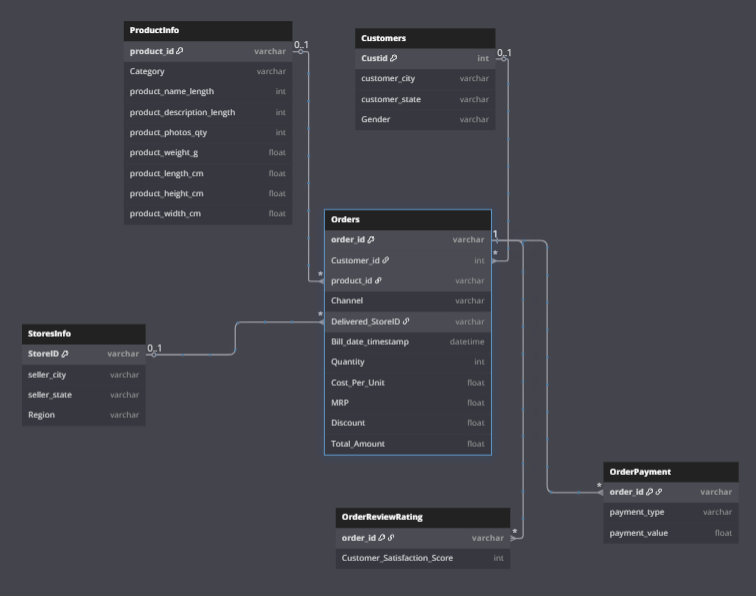 ProductInfo
product_id varchar
Category varchar
product_name_length int
product_description_length int
product_photos_qty int
product_weight_g float
product_length_cm float
product_height_cm float
product_width_cm float
0..1
Customers
Custid int
customer_city varchar
customer_state varchar
Gender varchar
0..1
Orders
order_id varchar
Customer_id int
product_id varchar
Channel varchar
Delivered_StoreID varchar
Bill_date_timestamp datetime
Quantity int
Cost_Per_Unit float
MRP float
Discount float
Total_Amount float
1
*
*
*
StoresInfo
StoreID varchar
seller_city varchar
seller_state varchar
Region varchar
0..1
OrderPayment
order_id varchar
payment_type varchar
payment_value float
*
OrderReviewRating
order_id varchar
Customer_Satisfaction_Score int
*